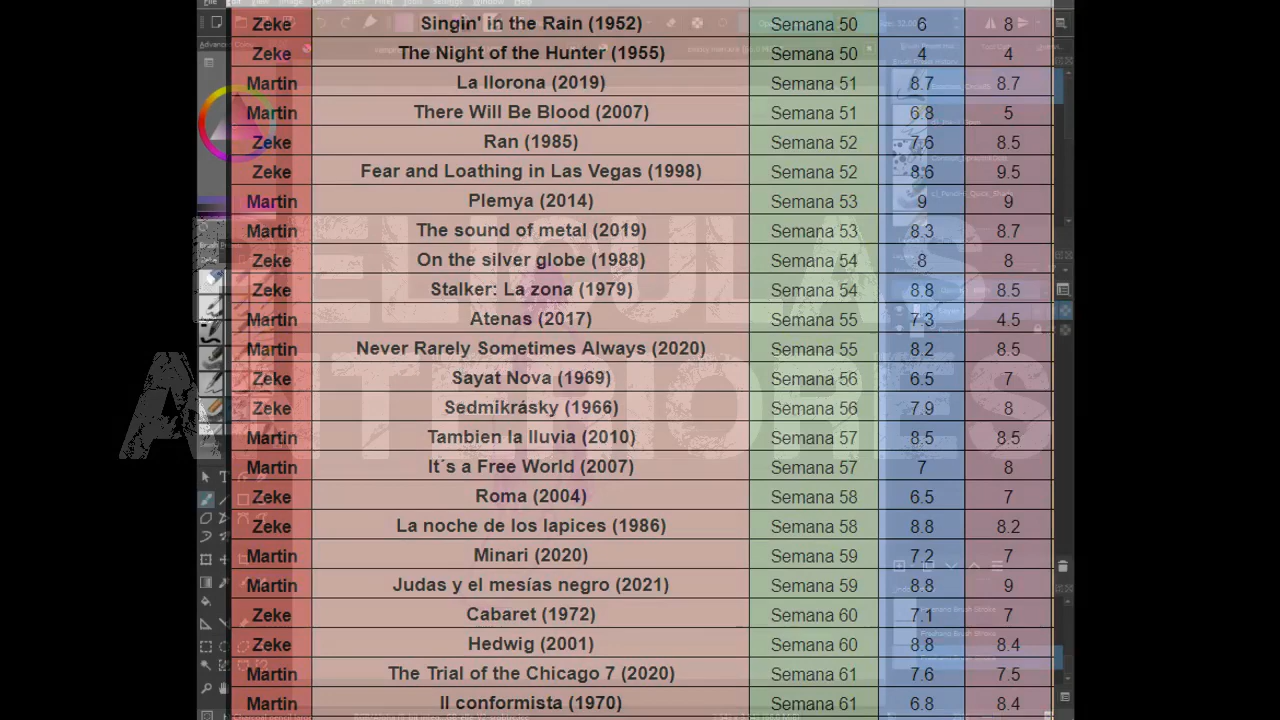 Zeke Singin' in the Rain (1952) Semana 50 6 8
Zeke The Night of the Hunter (1955) Semana 50 4 4
Martin La llorona (2019) Semana 51 8.7 8.7
Martin There Will Be Blood (2007) Semana 51 6.8 5
Zeke Ran (1985) Semana 52 7.6 8.5
Zeke Fear and Loathing in Las Vegas (1998) Semana 52 8.6 9.5
Martin Plemya (2014) Semana 53 9 9
Martin The sound of metal (2019) Semana 53 8.3 8.7
Zeke On the silver globe (1988) Semana 54 8 8
Zeke Stalker: La zona (1979) Semana 54 8.8 8.5
PELICULAS
Martin Atenas (2017) Semana 55 7.3 4.5
Martin Never Rarely Sometimes Always (2020) Semana 55 8.2 8.5
Zeke Sayat Nova (1969) Semana 56 6.5 7
Zeke Sedmikrásky (1966) Semana 56 7.9 8
ANTERIORES
Martin Tambien la lluvia (2010) Semana 57 8.5 8.5
Martin It´s a Free World (2007) Semana 57 7 8
Zeke Roma (2004) Semana 58 6.5 7
Zeke La noche de los lapices (1986) Semana 58 8.8 8.2
Martin Minari (2020) Semana 59 7.2 7
Martin Judas y el mesías negro (2021) Semana 59 8.8 9
Zeke Cabaret (1972) Semana 60 7.1 7
Zeke Hedwig (2001) Semana 60 8.8 8.4
Martin The Trial of the Chicago 7 (2020) Semana 61 7.6 7.5
Martin Il conformista (1970) Semana 61 6.8 8.4